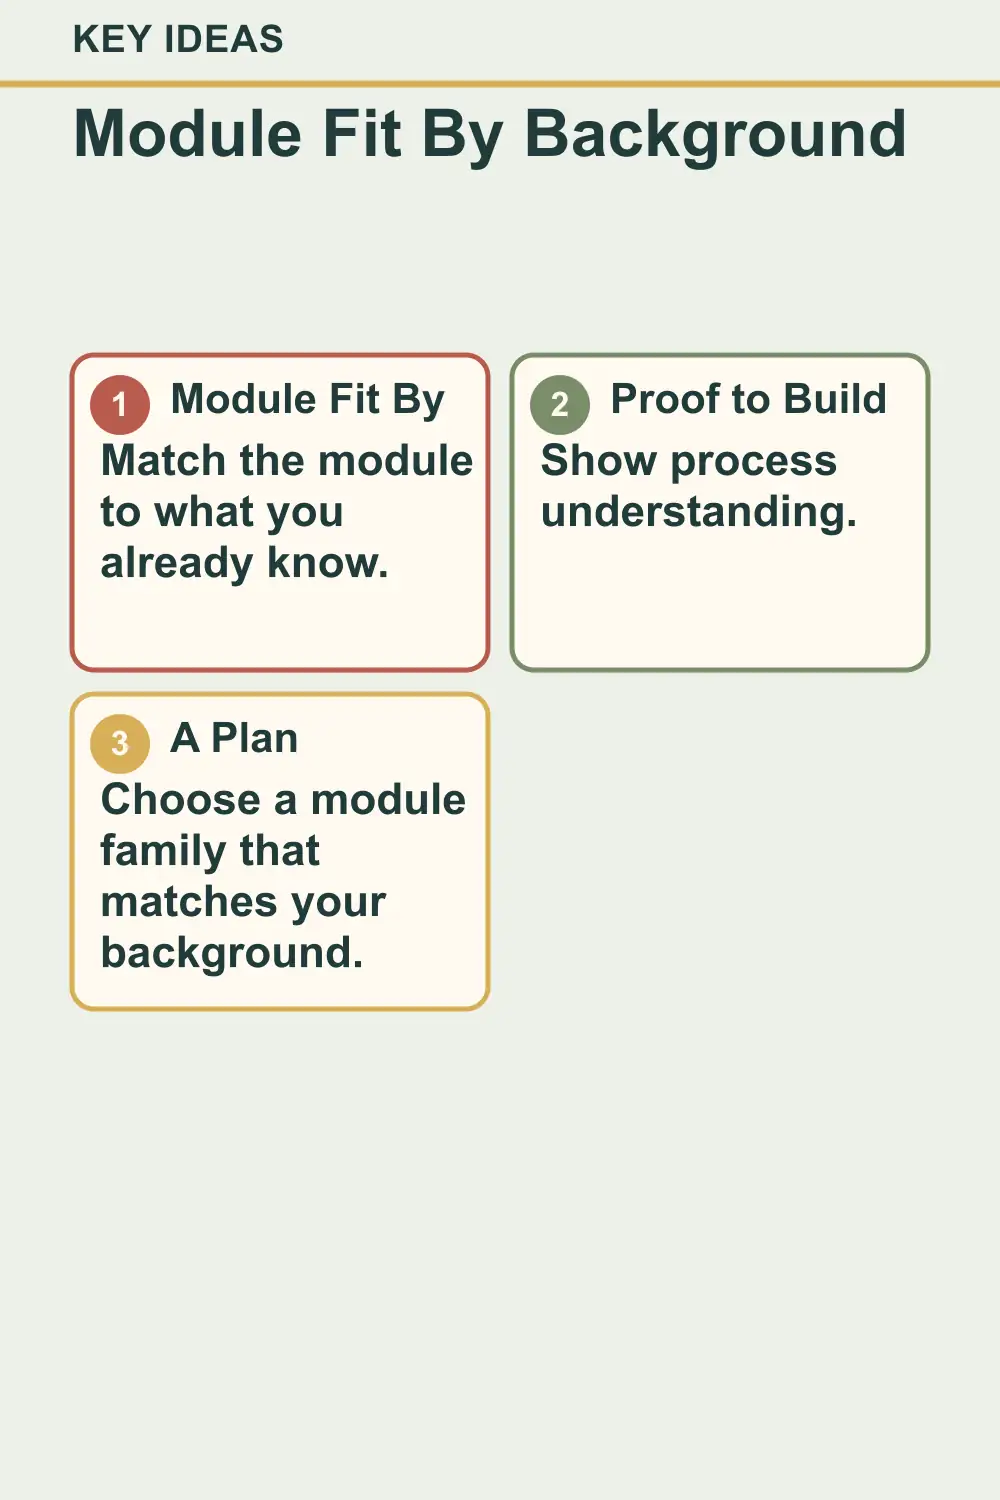 KEY IDEAS
Module Fit By Background
1
Module Fit By
Match the module
to what you
already know.
2
Proof to Build
Show process
understanding.
3
A Plan
Choose a module
family that
matches your
background.